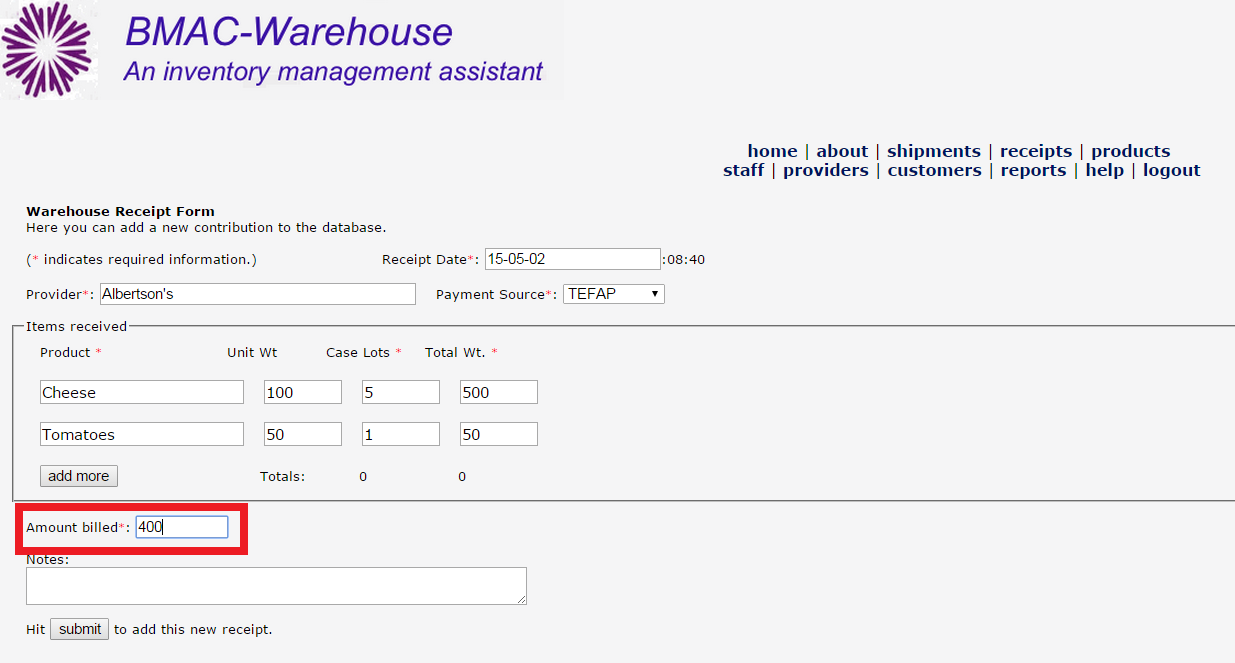 BMAC-Warehouse
An inventory management assistant
home | about | shipments | receipts | products
staff | providers | customers | reports | help | logout
Warehouse Receipt Form
Here you can add a new contribution to the database.
(* indicates required information.) Receipt Date*: 15-05-02 :08:40
Provider*: Albertson's Payment Source*: TEFAP
Items received
Product * Unit Wt Case Lots * Total Wt. *
Cheese 100 5 500
Tomatoes 50 1 50
add more Totals: 0 0
Amount billed*: 400
Notes:
Hit submit to add this new receipt.